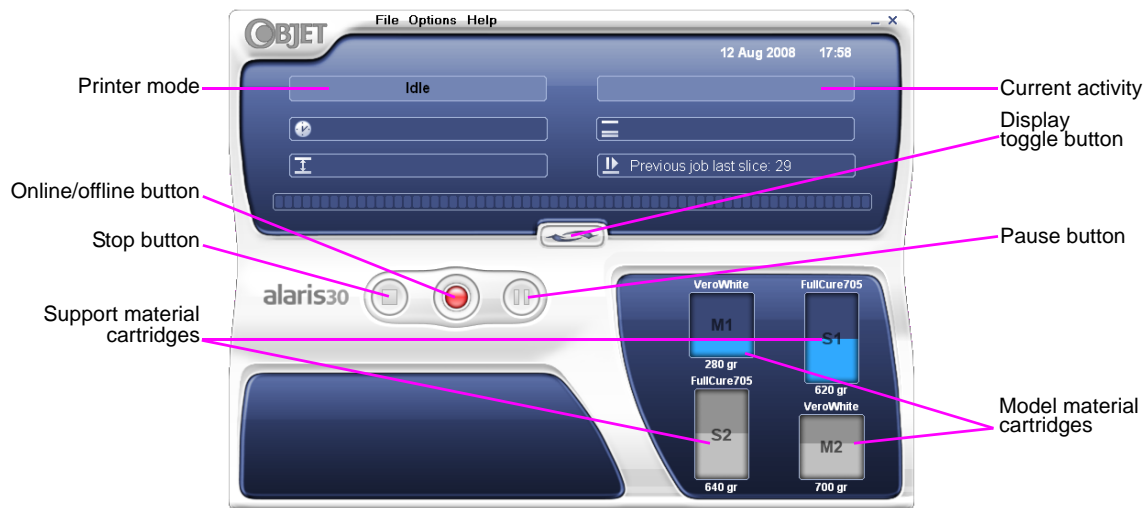 OBJET
File Options Help
12 Aug 2008 17:58
Printer mode
Idle
Current activity
Display
toggle button
Previous job last slice: 29
Online/offline button
Stop button
Pause button
alaris30
Support material
cartridges
VeroWhite
M1
280 gr
FullCure705
S1
620 gr
FullCure705
S2
640 gr
VeroWhite
M2
700 gr
Model material
cartridges